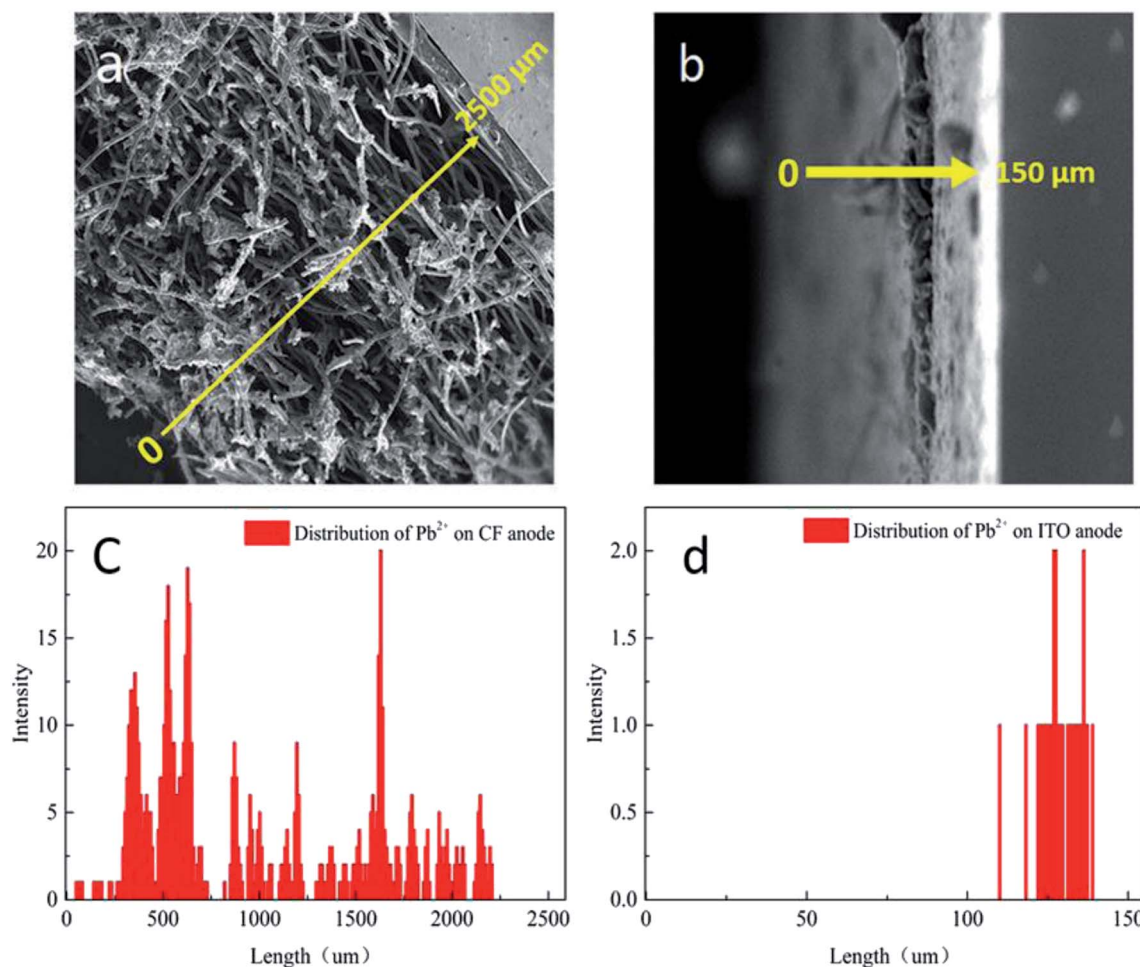 a
2500 μm
0
b
0
150 μm
C
Distribution of Pb²⁺ on CF anode
20
15
10
5
0
Intensity
0 500 1000 1500 2000 2500
Length（um）
d
Distribution of Pb²⁺ on ITO anode
2.0
1.5
1.0
0.5
0.0
Intensity
0 50 100 150
Length（um）